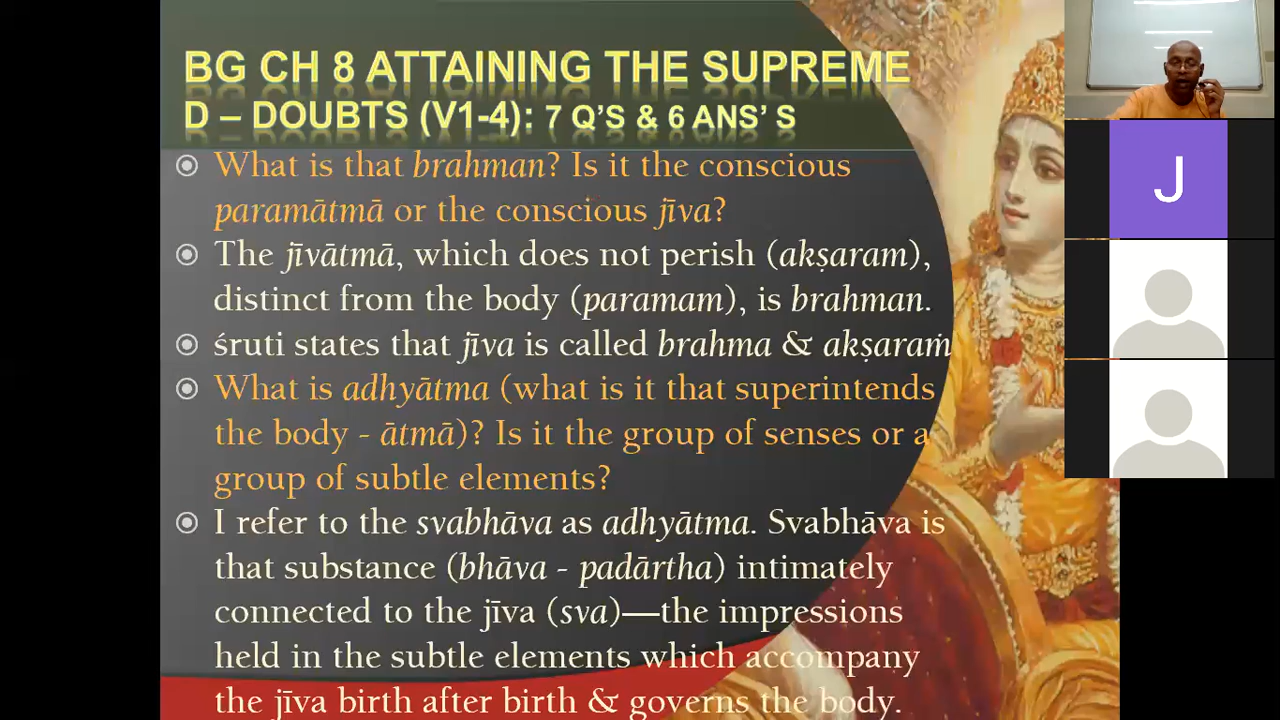 BG CH 8 ATTAINING THE SUPREME
D – DOUBTS (V1-4): 7 Q'S & 6 ANS' S
What is that brahman? Is it the conscious
paramātmā or the conscious jīva?
The jīvātmā, which does not perish (akṣaram),
distinct from the body (paramam), is brahman.
śruti states that jīva is called brahma & akṣaraṁ
What is adhyātma (what is it that superintends
the body - ātmā)? Is it the group of senses or a
group of subtle elements?
I refer to the svabhāva as adhyātma. Svabhāva is
that substance (bhāva - padārtha) intimately
connected to the jīva (sva)—the impressions
held in the subtle elements which accompany
the jīva birth after birth & governs the body.
J